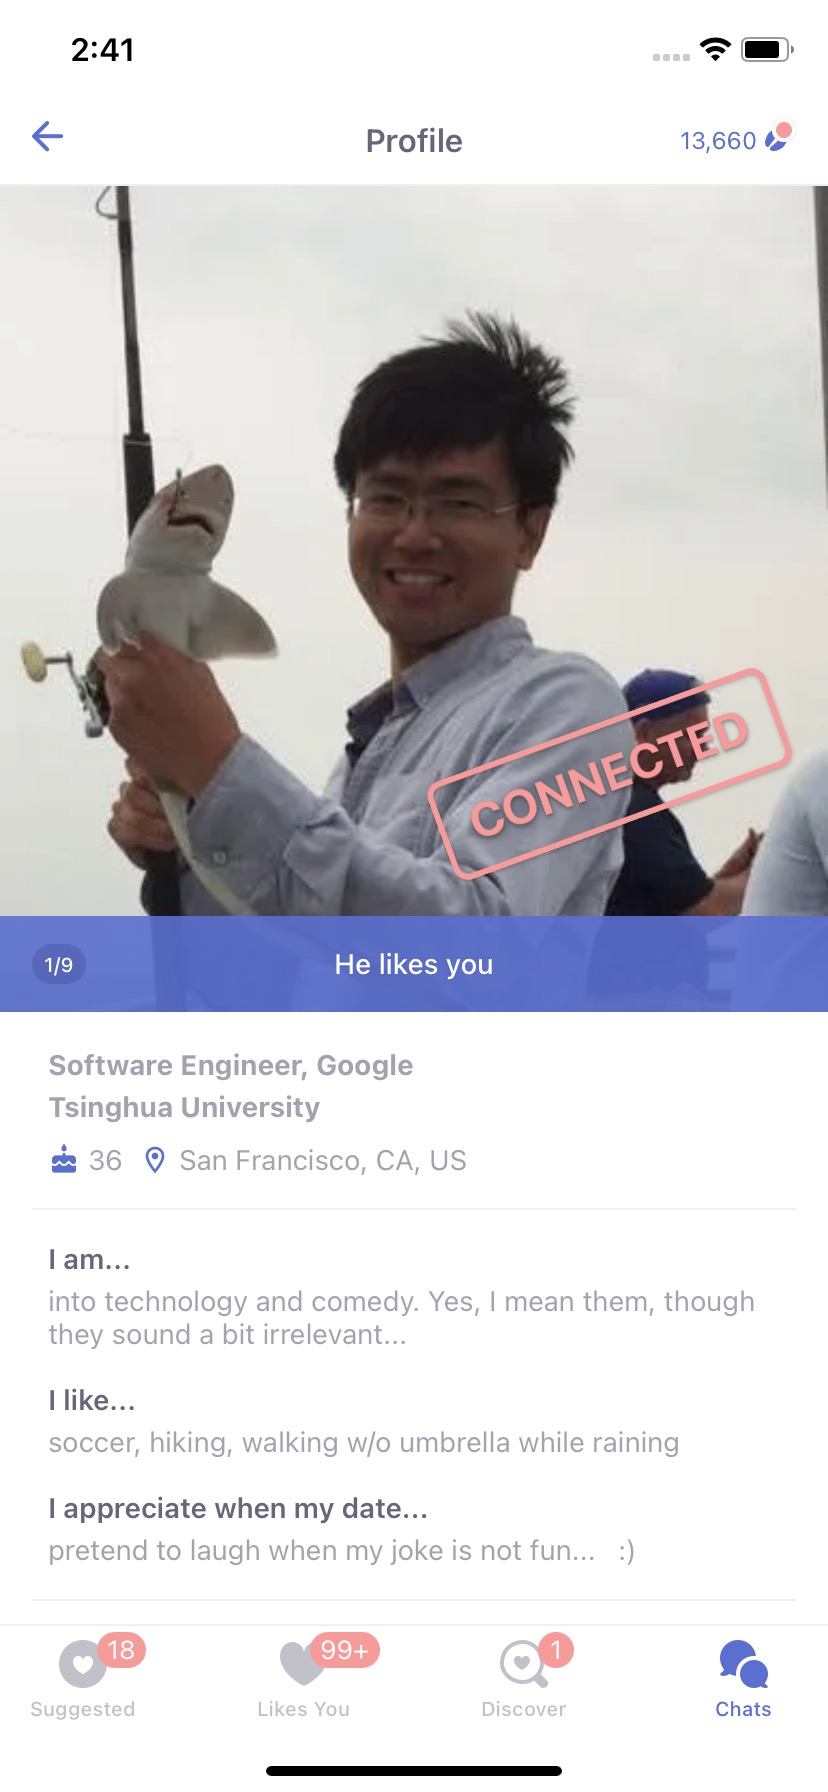 2:41
Profile
13,660
CONNECTED
1/9
He likes you
Software Engineer, Google
Tsinghua University
36
San Francisco, CA, US
I am...
into technology and comedy. Yes, I mean them, though
they sound a bit irrelevant...
I like...
soccer, hiking, walking w/o umbrella while raining
I appreciate when my date...
pretend to laugh when my joke is not fun... :)
18
99+
1
Suggested
Likes You
Discover
Chats